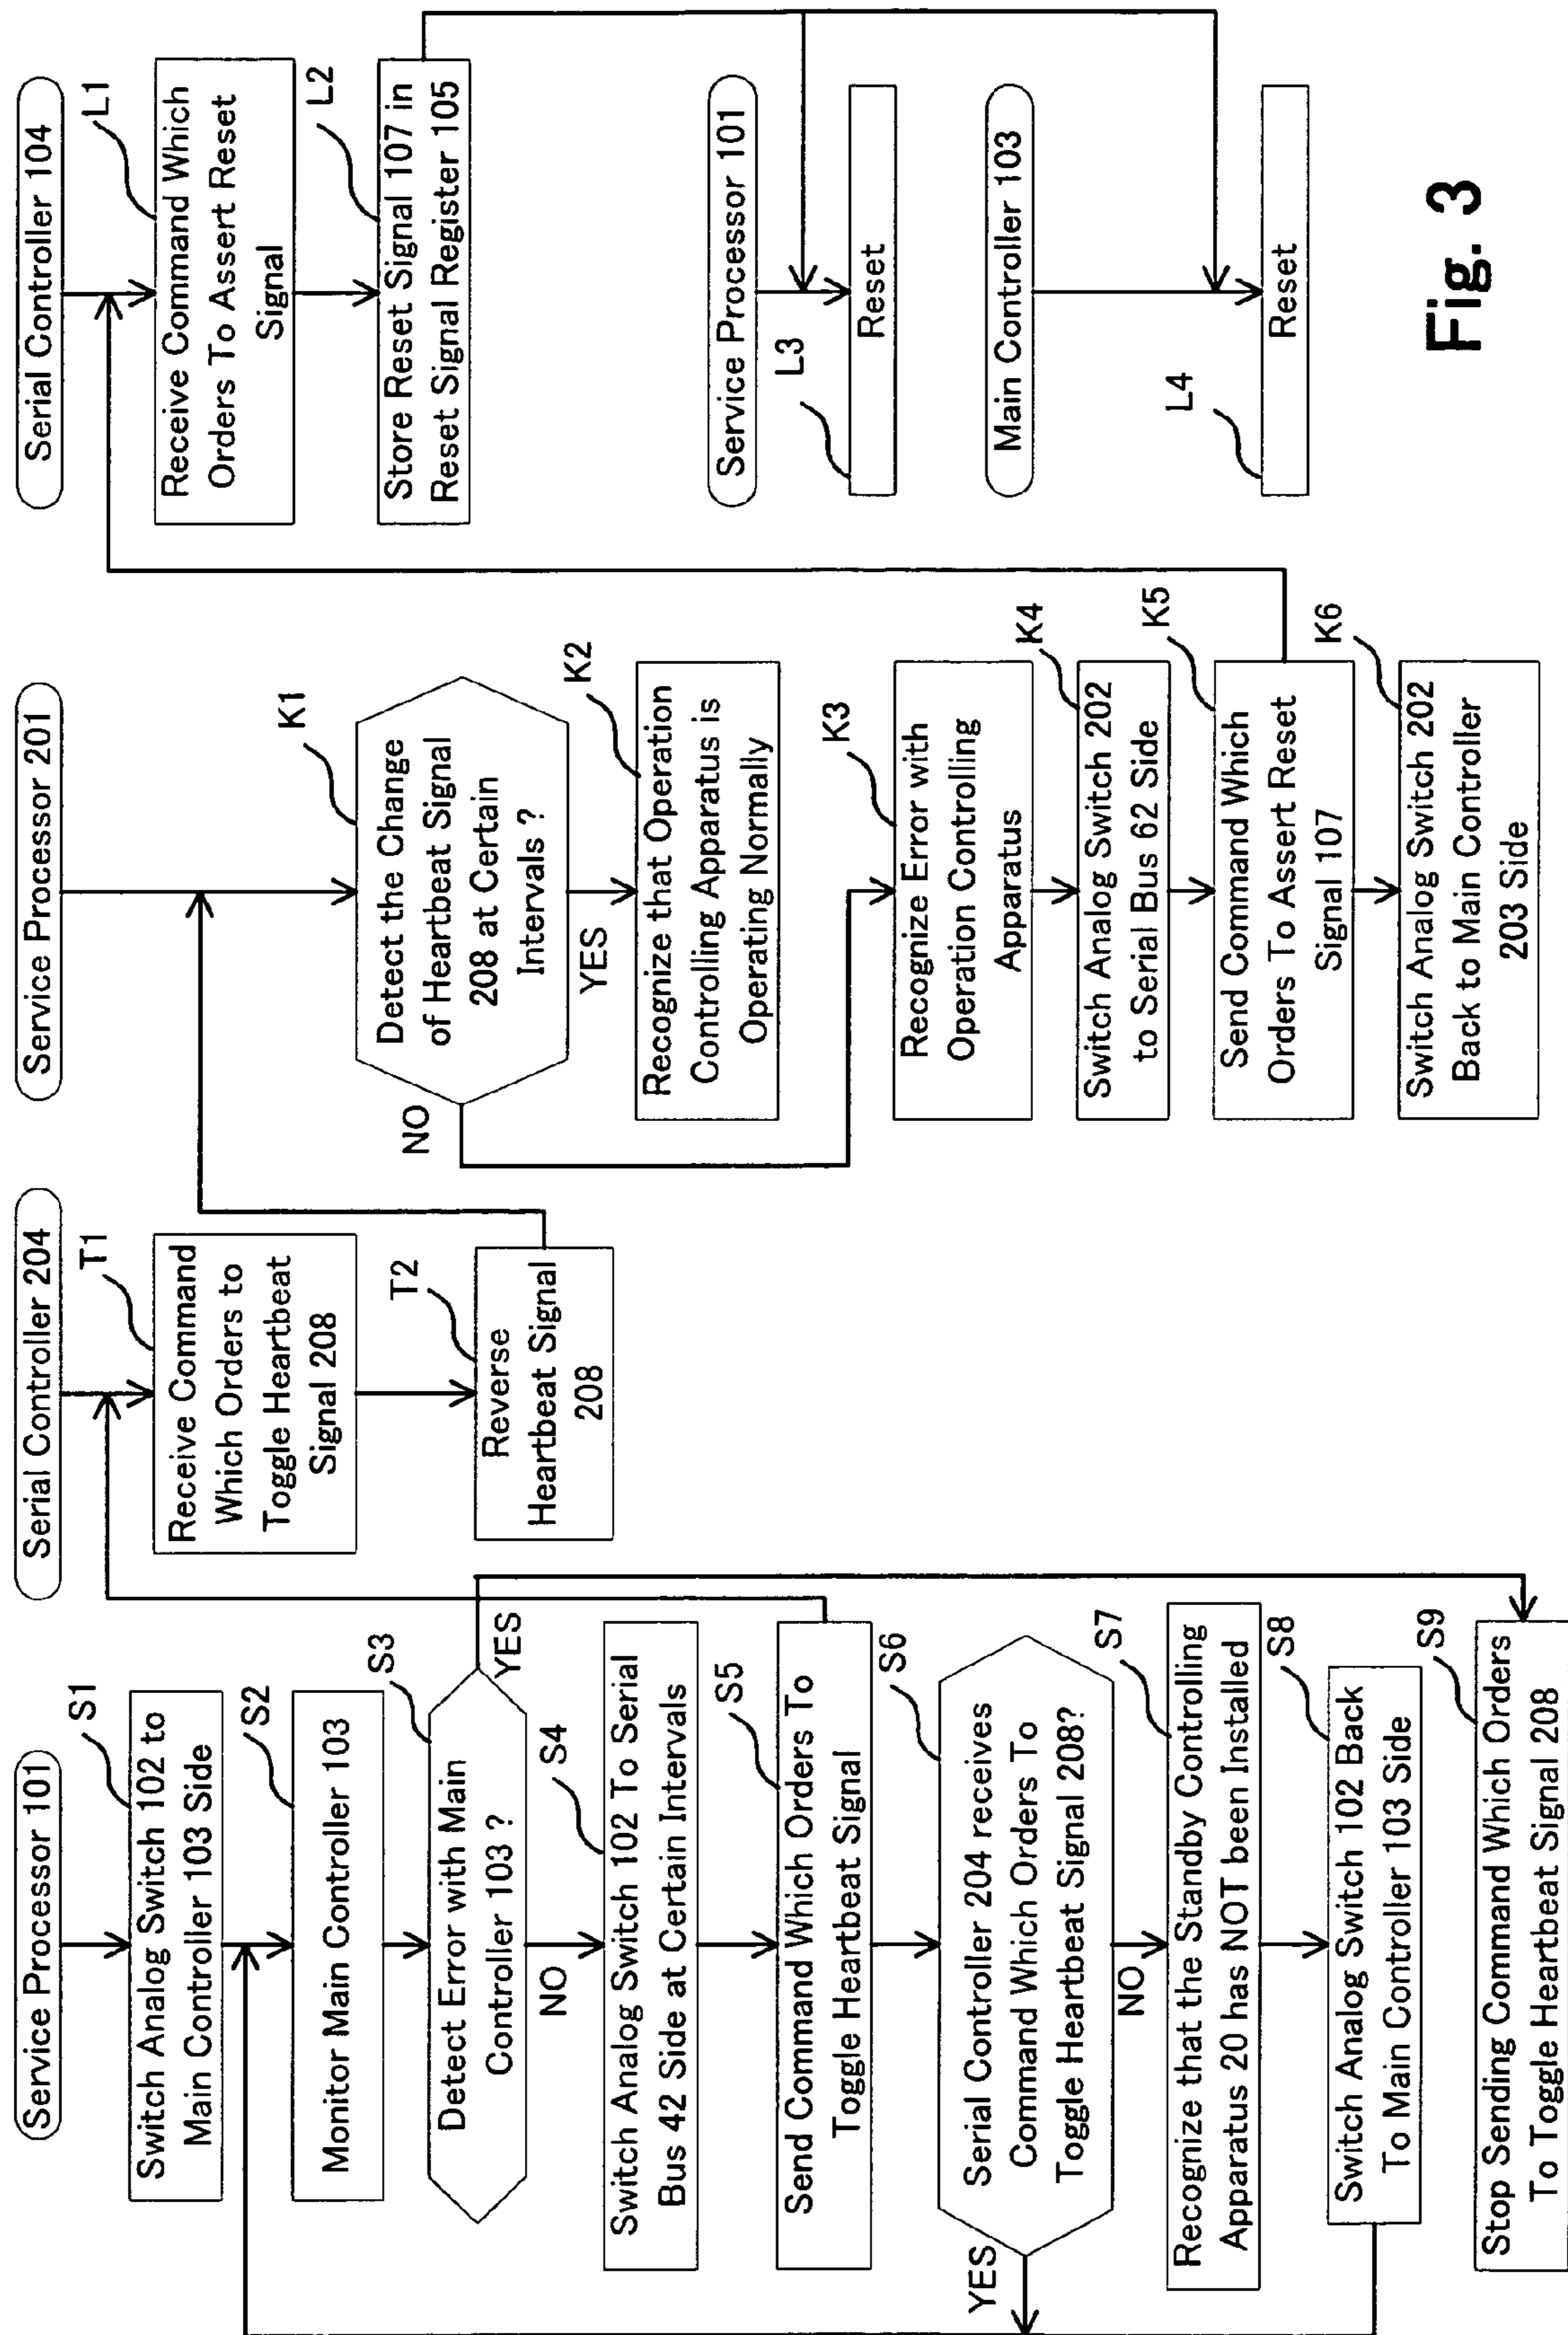 Service Processor 101
S1
Switch Analog Switch 102 to
Main Controller 103 Side
S2
Monitor Main Controller 103
S3
Detect Error with Main
Controller 103 ?
YES
NO
S4
Switch Analog Switch 102 To Serial
Bus 42 Side at Certain Intervals
S5
Send Command Which Orders To
Toggle Heartbeat Signal
S6
Serial Controller 204 receives
Command Which Orders To
Toggle Heartbeat Signal 208?
YES
NO
S7
Recognize that the Standby Controlling
Apparatus 20 has NOT been Installed
S8
Switch Analog Switch 102 Back
To Main Controller 103 Side
S9
Stop Sending Command Which Orders
To Toggle Heartbeat Signal 208
Serial Controller 204
T1
Receive Command
Which Orders to
Toggle Heartbeat
Signal 208
T2
Reverse
Heartbeat Signal
208
Service Processor 201
K1
Detect the Change
of Heartbeat Signal
208 at Certain
Intervals ?
NO
YES
K2
Recognize that Operation
Controlling Apparatus is
Operating Normally
K3
Recognize Error with
Operation Controlling
Apparatus
K4
Switch Analog Switch 202
to Serial Bus 62 Side
K5
Send Command Which
Orders To Assert Reset
Signal 107
K6
Switch Analog Switch 202
Back to Main Controller
203 Side
Serial Controller 104
L1
Receive Command Which
Orders To Assert Reset
Signal
L2
Store Reset Signal 107 in
Reset Signal Register 105
Service Processor 101
L3
Reset
Main Controller 103
L4
Reset
Fig. 3